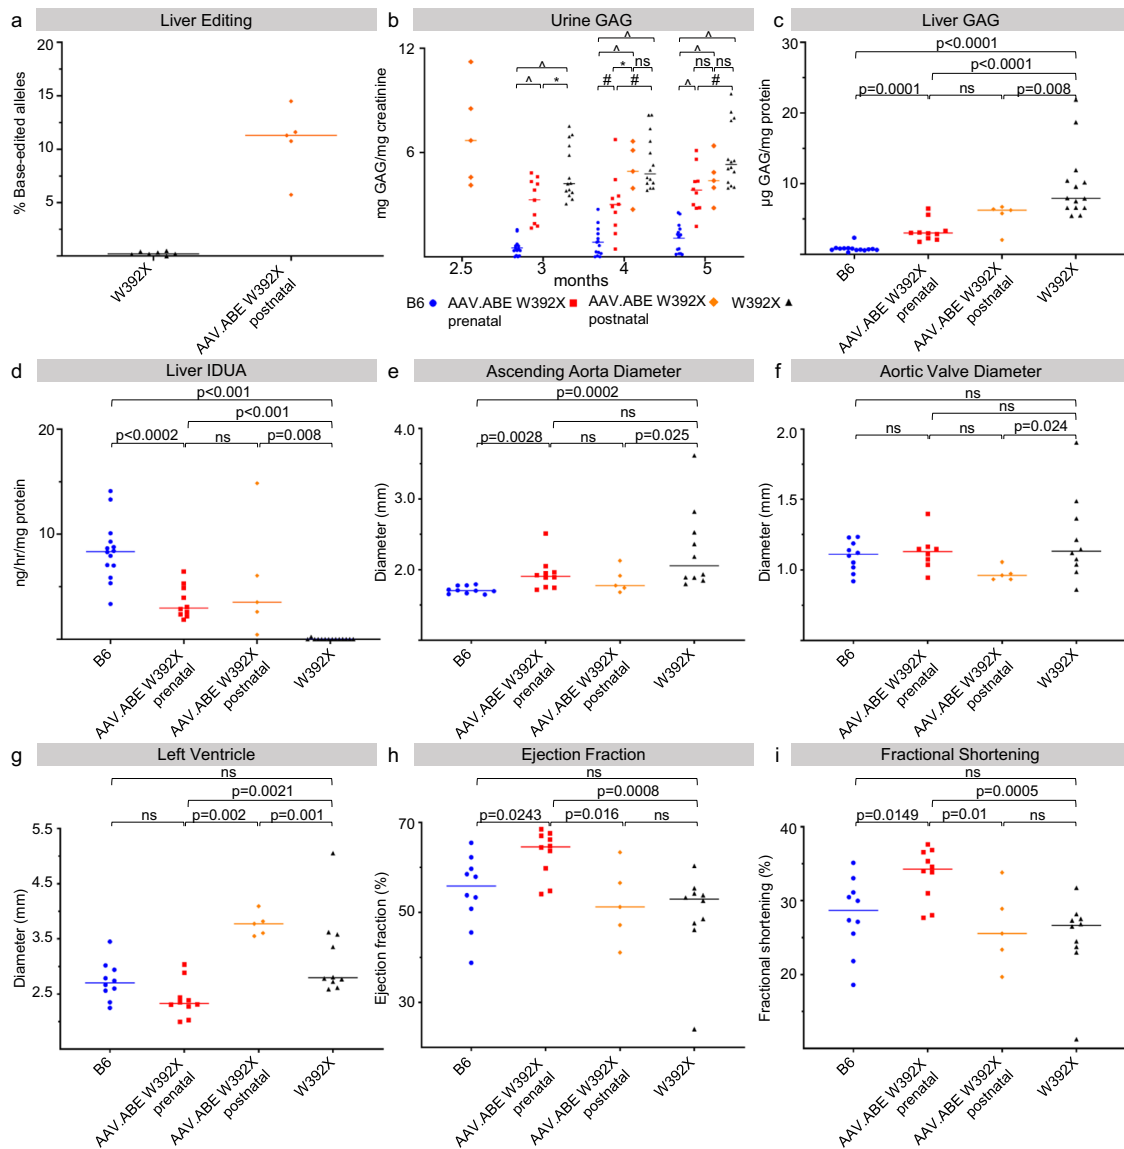 a
Liver Editing
% Base-edited alleles
20
15
10
5
W392X
AAV.ABE W392X
postnatal
b
Urine GAG
mg GAG/mg creatinine
12
6
^
^
*
^
^
*
ns
#
#
^
^
ns
ns
^
#
2.5
3
4
5
months
B6
AAV.ABE W392X
prenatal
AAV.ABE W392X
postnatal
W392X
c
Liver GAG
µg GAG/mg protein
30
20
10
p<0.0001
p<0.0001
p=0.0001
ns
p=0.008
B6
AAV.ABE W392X
prenatal
AAV.ABE W392X
postnatal
W392X
d
Liver IDUA
ng/hr/mg protein
20
10
p<0.001
p<0.001
p<0.0002
ns
p=0.008
B6
AAV.ABE W392X
prenatal
AAV.ABE W392X
postnatal
W392X
e
Ascending Aorta Diameter
Diameter (mm)
4.0
3.0
2.0
p=0.0002
ns
p=0.0028
ns
p=0.025
B6
AAV.ABE W392X
prenatal
AAV.ABE W392X
postnatal
W392X
f
Aortic Valve Diameter
Diameter (mm)
2.0
1.5
1.0
ns
ns
ns
ns
p=0.024
B6
AAV.ABE W392X
prenatal
AAV.ABE W392X
postnatal
W392X
g
Left Ventricle
Diameter (mm)
5.5
4.5
3.5
2.5
ns
p=0.0021
ns
p=0.002
p=0.001
B6
AAV.ABE W392X
prenatal
AAV.ABE W392X
postnatal
W392X
h
Ejection Fraction
Ejection fraction (%)
70
50
30
ns
p=0.0008
p=0.0243
p=0.016
ns
B6
AAV.ABE W392X
prenatal
AAV.ABE W392X
postnatal
W392X
i
Fractional Shortening
Fractional shortening (%)
40
30
20
ns
p=0.0005
p=0.0149
p=0.01
ns
B6
AAV.ABE W392X
prenatal
AAV.ABE W392X
postnatal
W392X